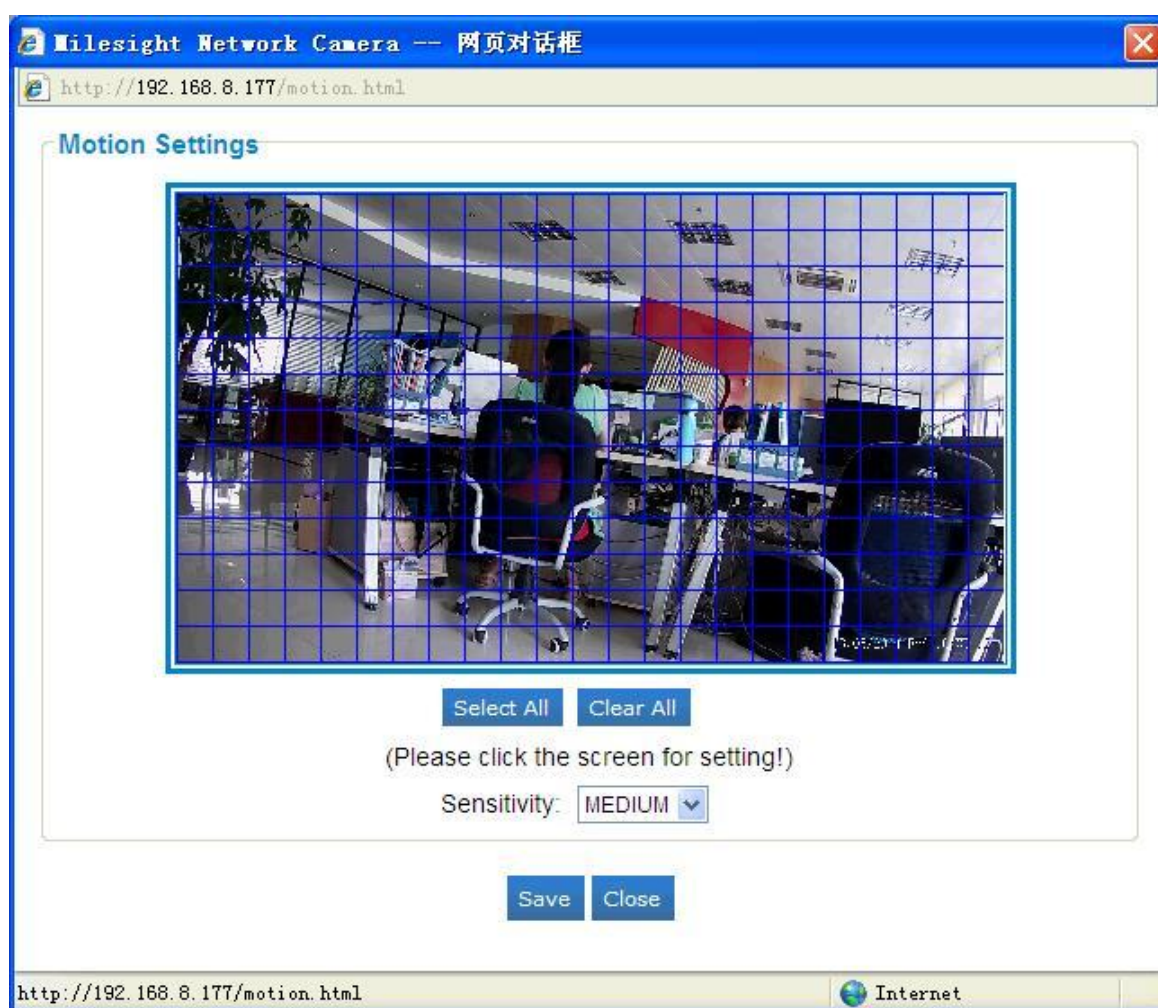 Milesight Network Camera -- 网页对话框
http://192.168.8.177/motion.html
Motion Settings
Select All Clear All
(Please click the screen for setting!)
Sensitivity: MEDIUM
Save Close
http://192.168.8.177/motion.html Internet